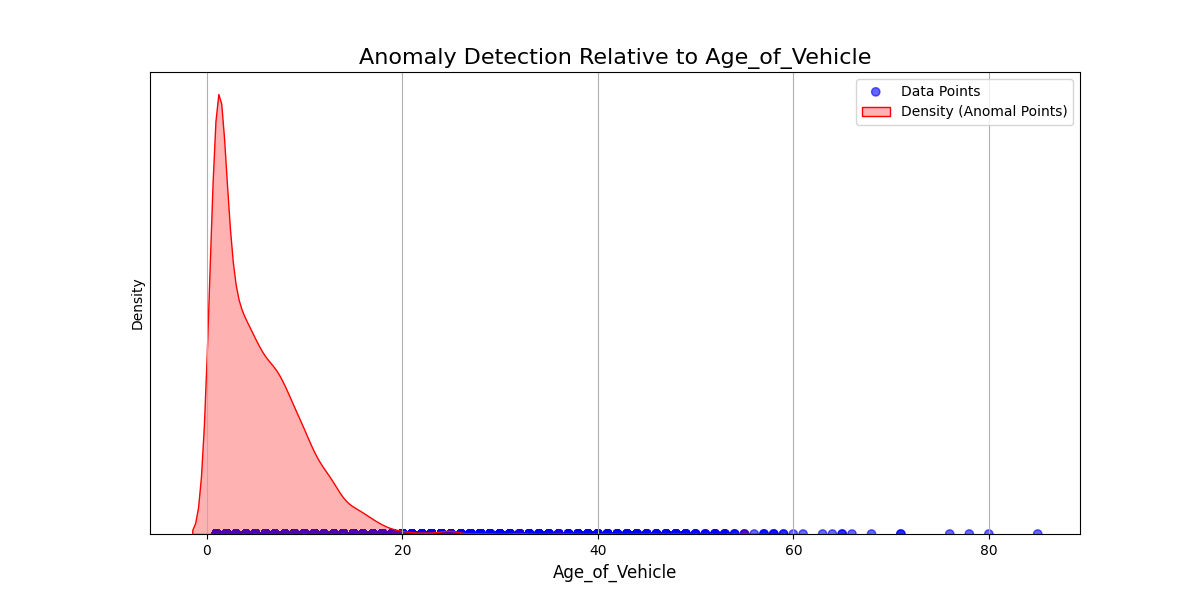 Anomaly Detection Relative to Age_of_Vehicle
Data Points
Density (Anomal Points)
Density
0
20
40
60
80
Age_of_Vehicle